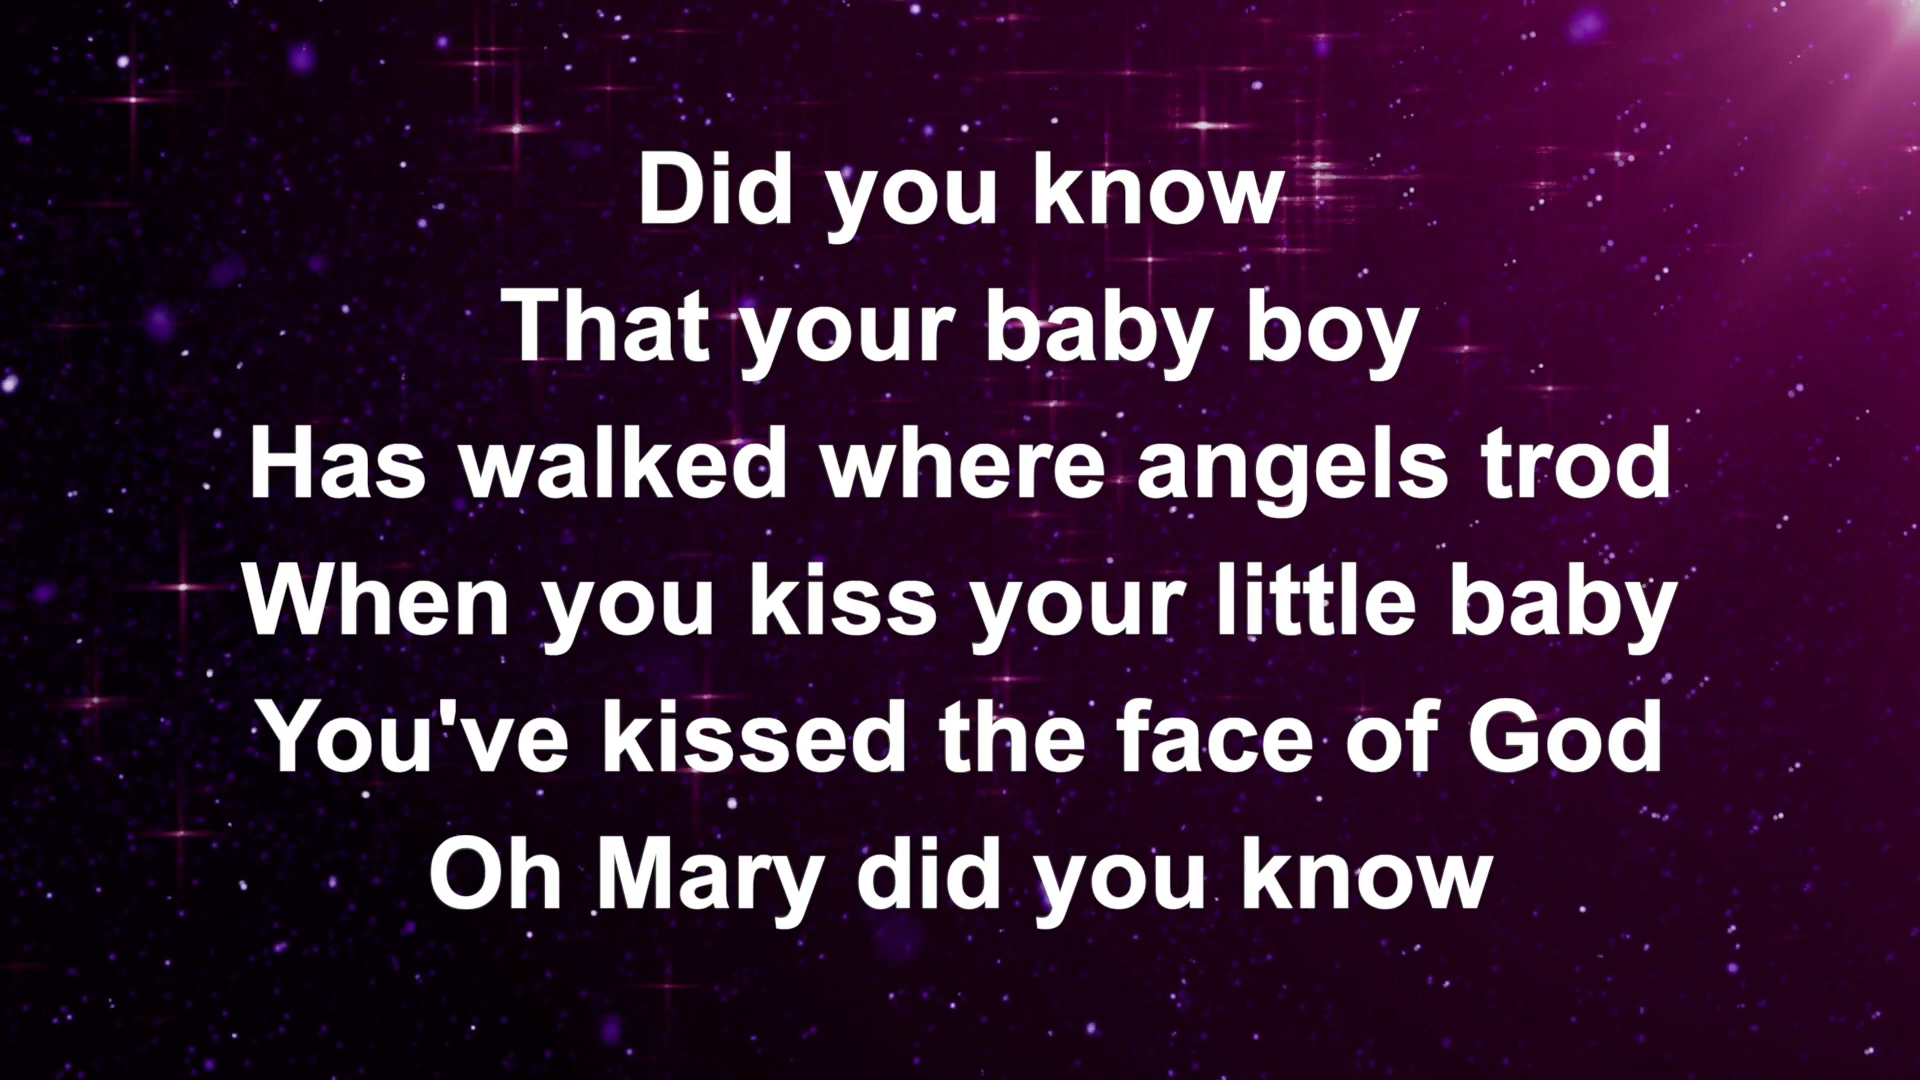 Did you know
That your baby boy
Has walked where angels trod
When you kiss your little baby
You've kissed the face of God
Oh Mary did you know